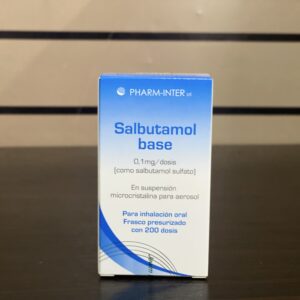 PHARM-INTER
Salbutamol
base
0,1mg/dosis
(como salbutamol sulfato)
En suspensión
microcristalina para aerosol
Para inhalación oral
Frasco presurizado
con 200 dosis